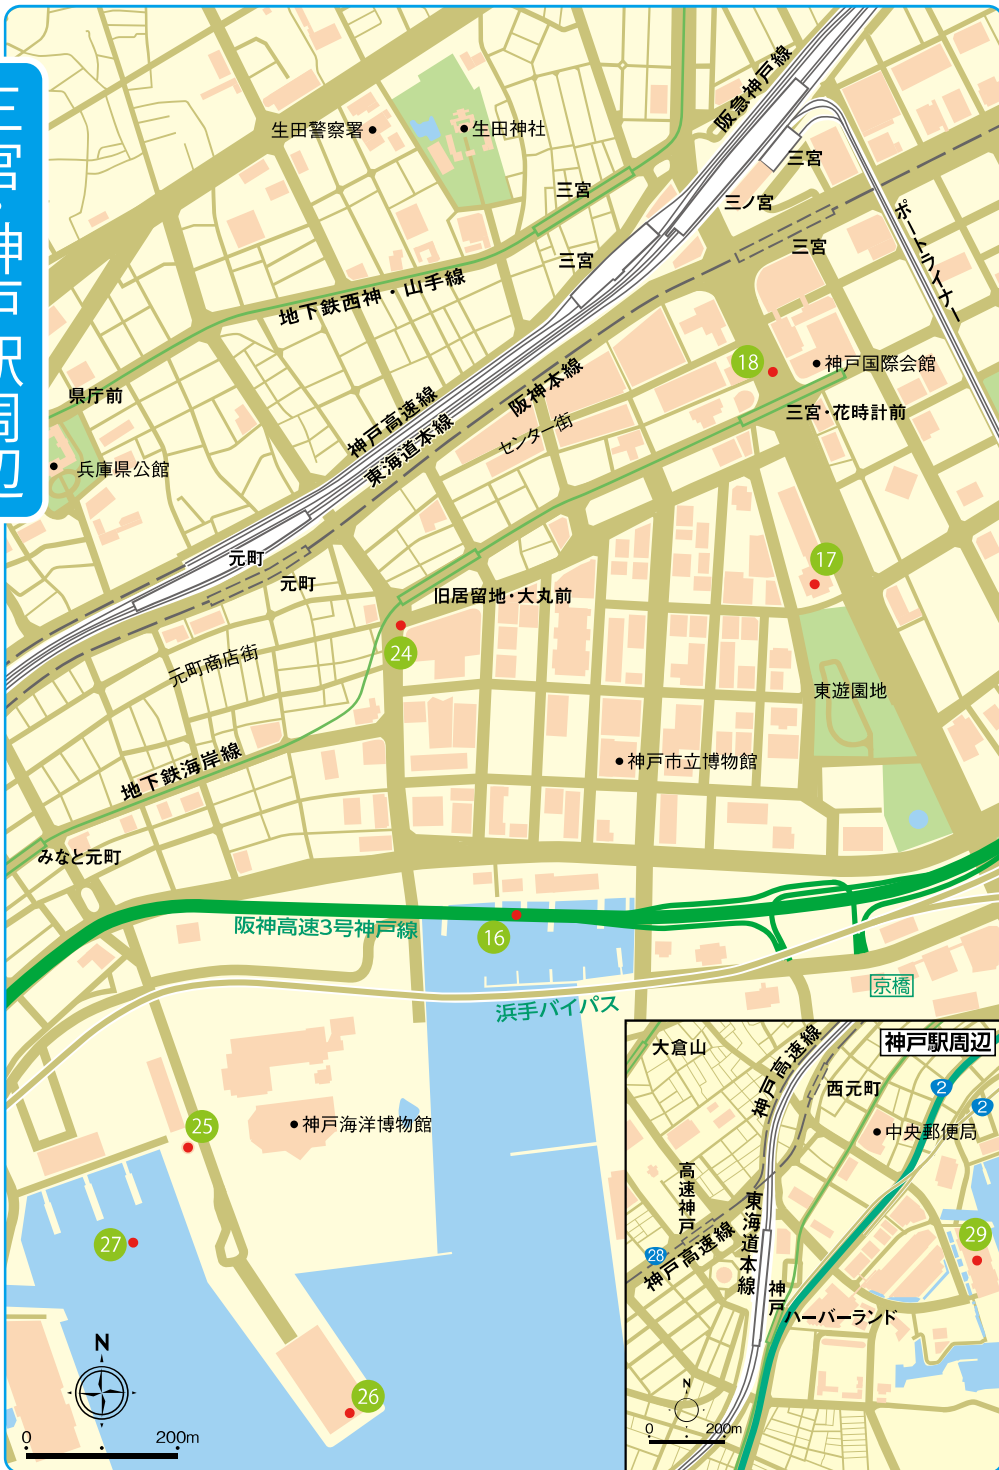 三宮・神戸駅周辺
阪急神戸線
生田警察署
生田神社
三宮
三宮
三ノ宮
ポートライナー
三宮
三宮
地下鉄西神・山手線
県庁前
神戸高速線
阪神本線
東海道本線
センター街
18
神戸国際会館
三宮・花時計前
兵庫県公館
元町
元町
17
旧居留地・大丸前
24
元町商店街
東遊園地
地下鉄海岸線
神戸市立博物館
みなと元町
阪神高速3号神戸線
16
京橋
浜手バイパス
25
神戸海洋博物館
27
26
N
0 200m
神戸駅周辺
大倉山
神戸高速線
西元町
2
2
中央郵便局
高速神戸
東海道本線
28
神戸高速線
29
神戸
ハーバーランド
N
0 200m